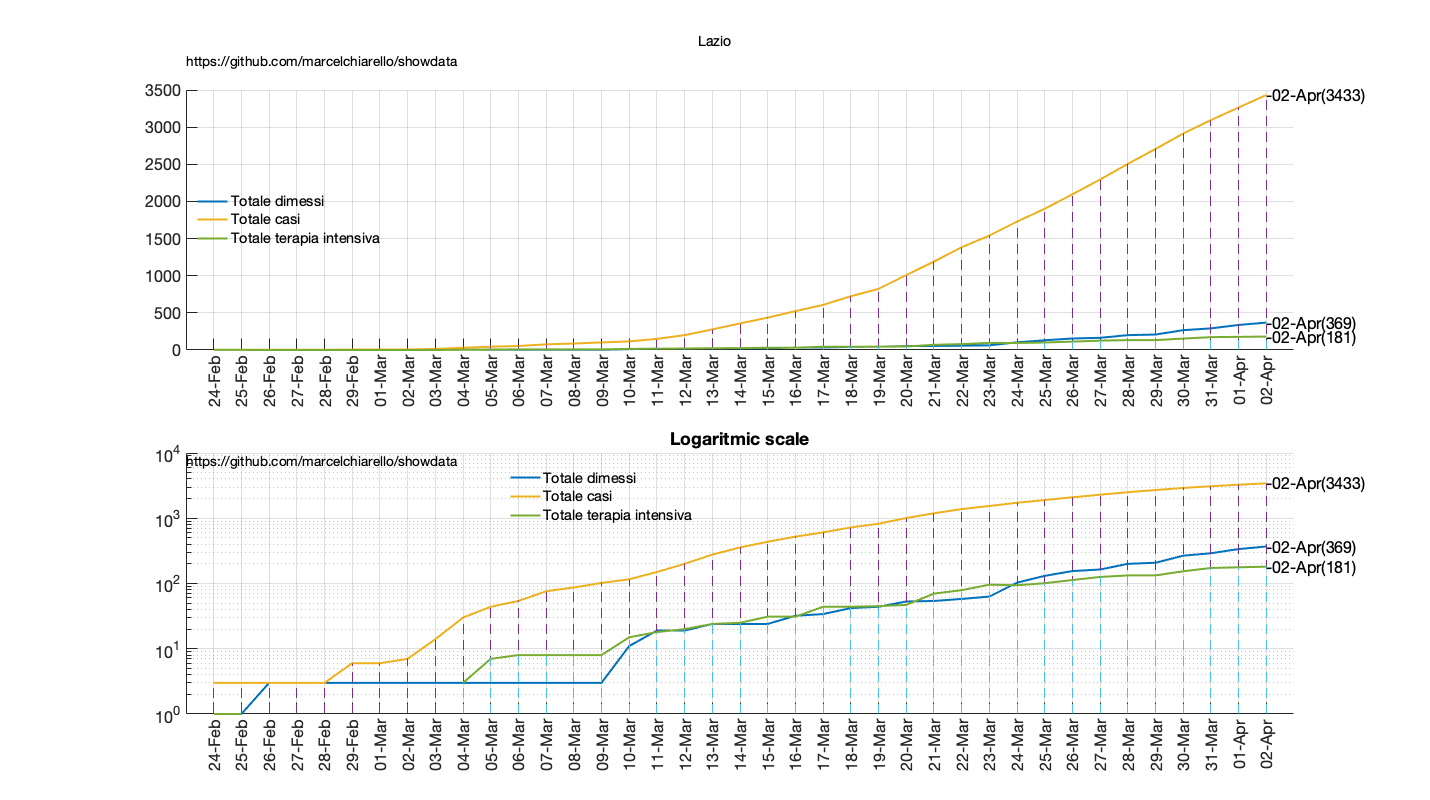 Lazio
https://github.com/marcelchiarello/showdata
3500
3000
2500
2000
1500
1000
500
0
Totale dimessi
Totale casi
Totale terapia intensiva
-02-Apr(3433)
-02-Apr(369)
-02-Apr(181)
24-Feb
25-Feb
26-Feb
27-Feb
28-Feb
29-Feb
01-Mar
02-Mar
03-Mar
04-Mar
05-Mar
06-Mar
07-Mar
08-Mar
09-Mar
10-Mar
11-Mar
12-Mar
13-Mar
14-Mar
15-Mar
16-Mar
17-Mar
18-Mar
19-Mar
20-Mar
21-Mar
22-Mar
23-Mar
24-Mar
25-Mar
26-Mar
27-Mar
28-Mar
29-Mar
30-Mar
31-Mar
01-Apr
02-Apr
Logaritmic scale
https://github.com/marcelchiarello/showdata
10^4
10^3
10^2
10^1
10^0
Totale dimessi
Totale casi
Totale terapia intensiva
-02-Apr(3433)
-02-Apr(369)
-02-Apr(181)
24-Feb
25-Feb
26-Feb
27-Feb
28-Feb
29-Feb
01-Mar
02-Mar
03-Mar
04-Mar
05-Mar
06-Mar
07-Mar
08-Mar
09-Mar
10-Mar
11-Mar
12-Mar
13-Mar
14-Mar
15-Mar
16-Mar
17-Mar
18-Mar
19-Mar
20-Mar
21-Mar
22-Mar
23-Mar
24-Mar
25-Mar
26-Mar
27-Mar
28-Mar
29-Mar
30-Mar
31-Mar
01-Apr
02-Apr